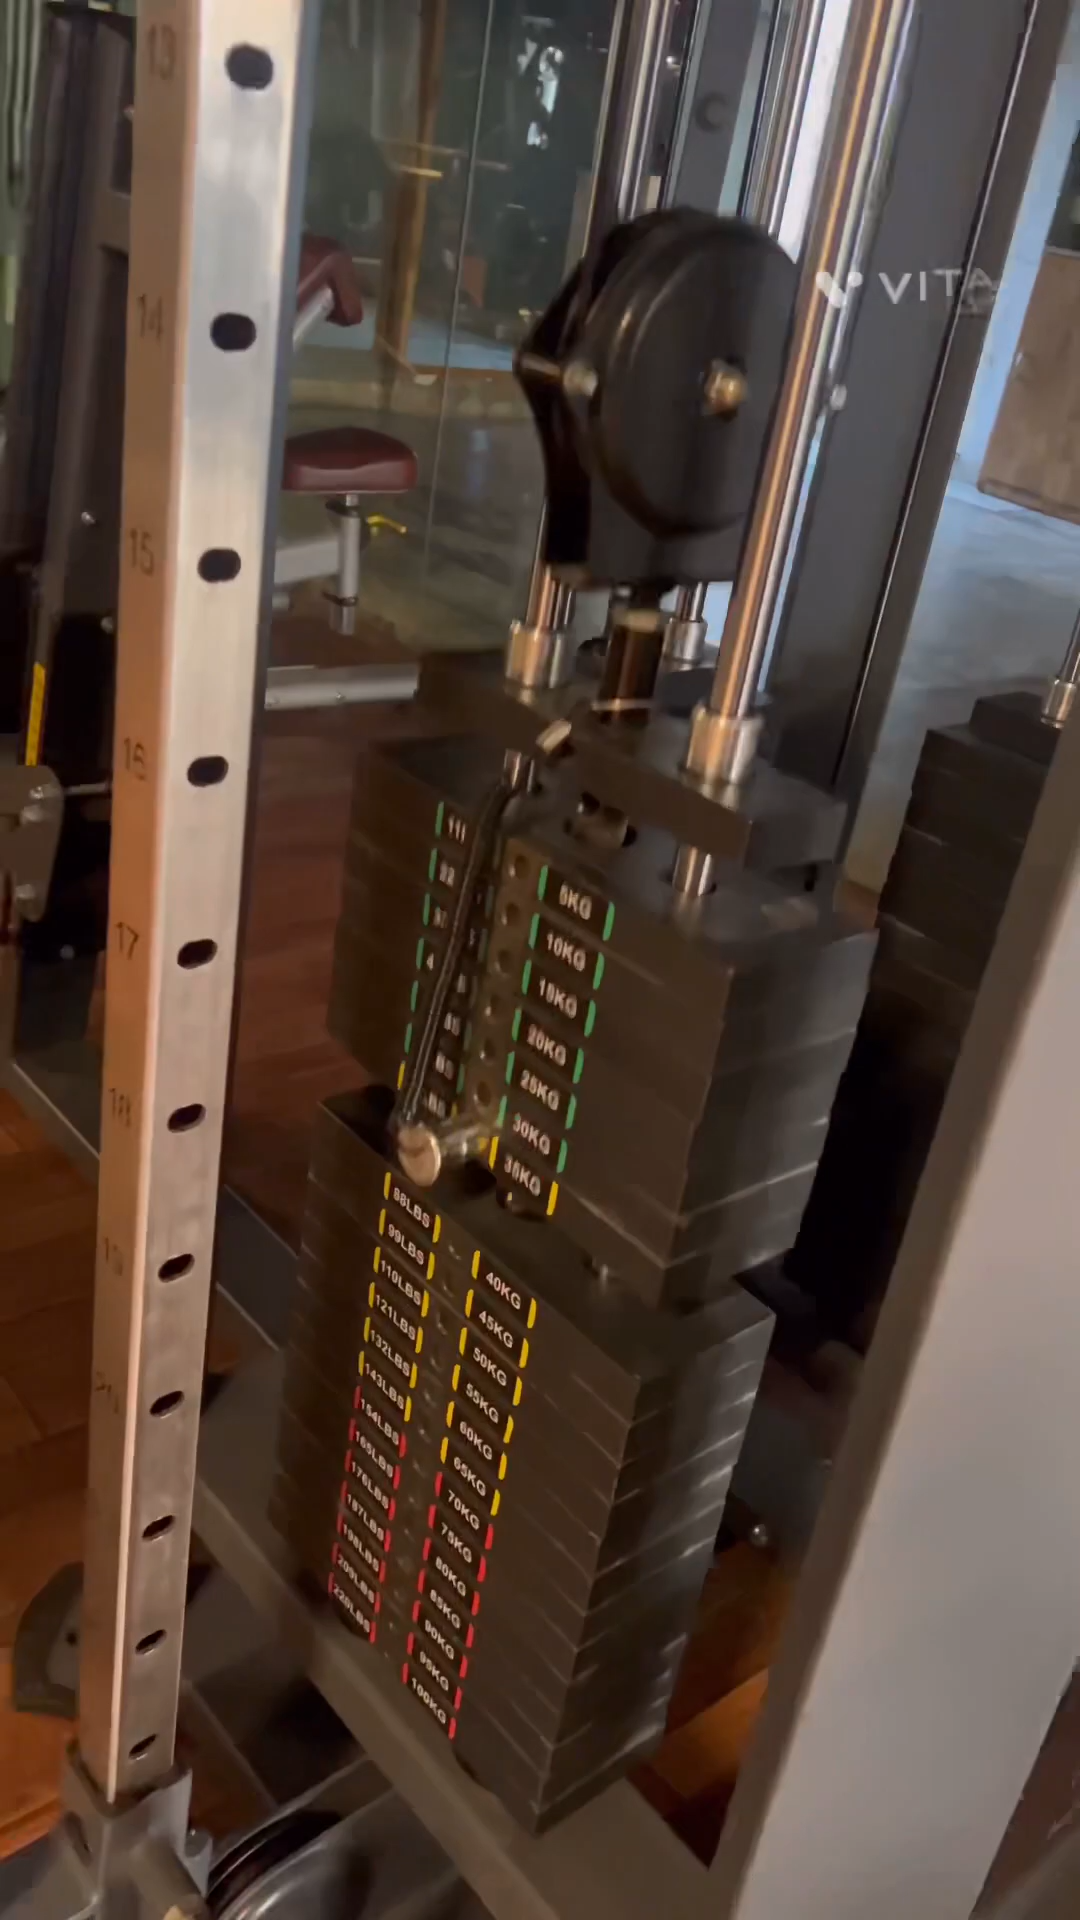 13
14
VITA
15
16
5KG
10KG
15KG
17
20KG
25KG
30KG
18
35KG
88LBS
99LBS
40KG
110LBS
45KG
19
121LBS
50KG
132LBS
55KG
143LBS
60KG
154LBS
65KG
165LBS
70KG
176LBS
75KG
187LBS
80KG
198LBS
85KG
209LBS
90KG
220LBS
95KG
100KG